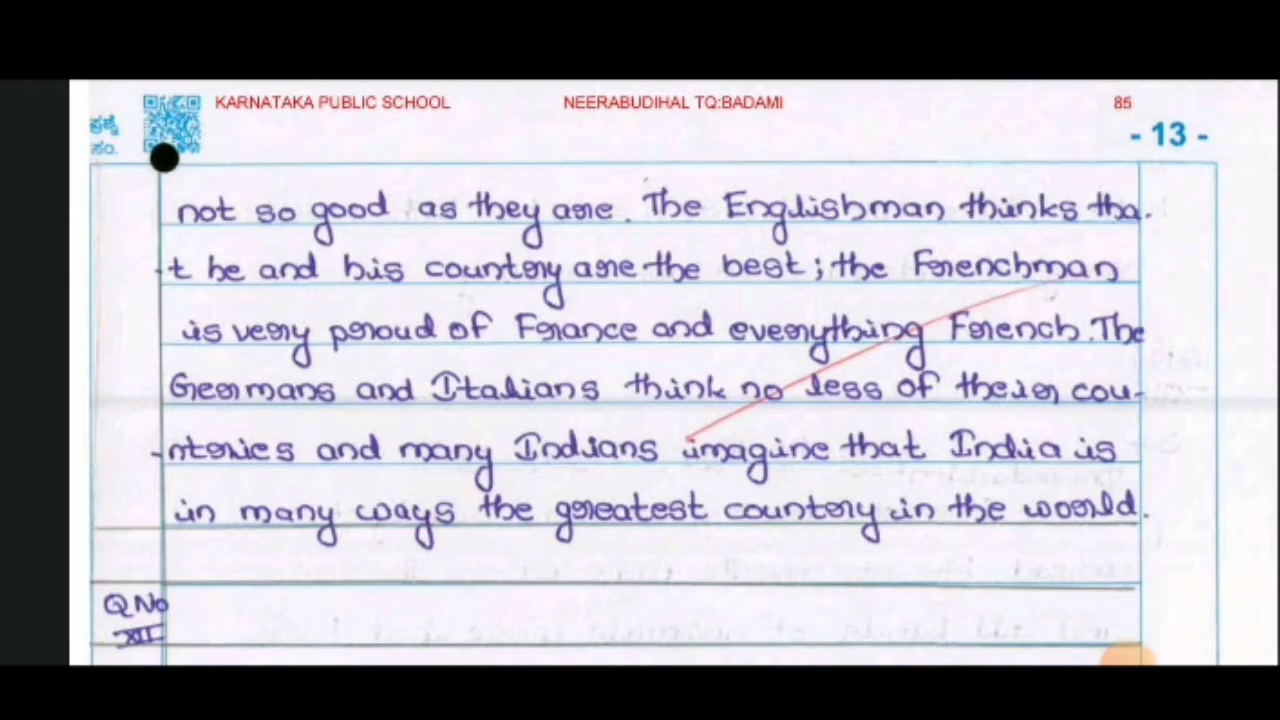 KARNATAKA PUBLIC SCHOOL NEERABUDIHAL TQ:BADAMI 85
ಪ್ರಶ್ನೆ
ಸಂ.
- 13 -
not so good as they are. The Englishman thinks tha-
-t he and his country are the best; the Frenchman
is very proud of France and everything French. The
Germans and Italians think no less of their cou-
-ntries and many Indians imagine that India is
in many ways the greatest country in the world.
Q No
XII